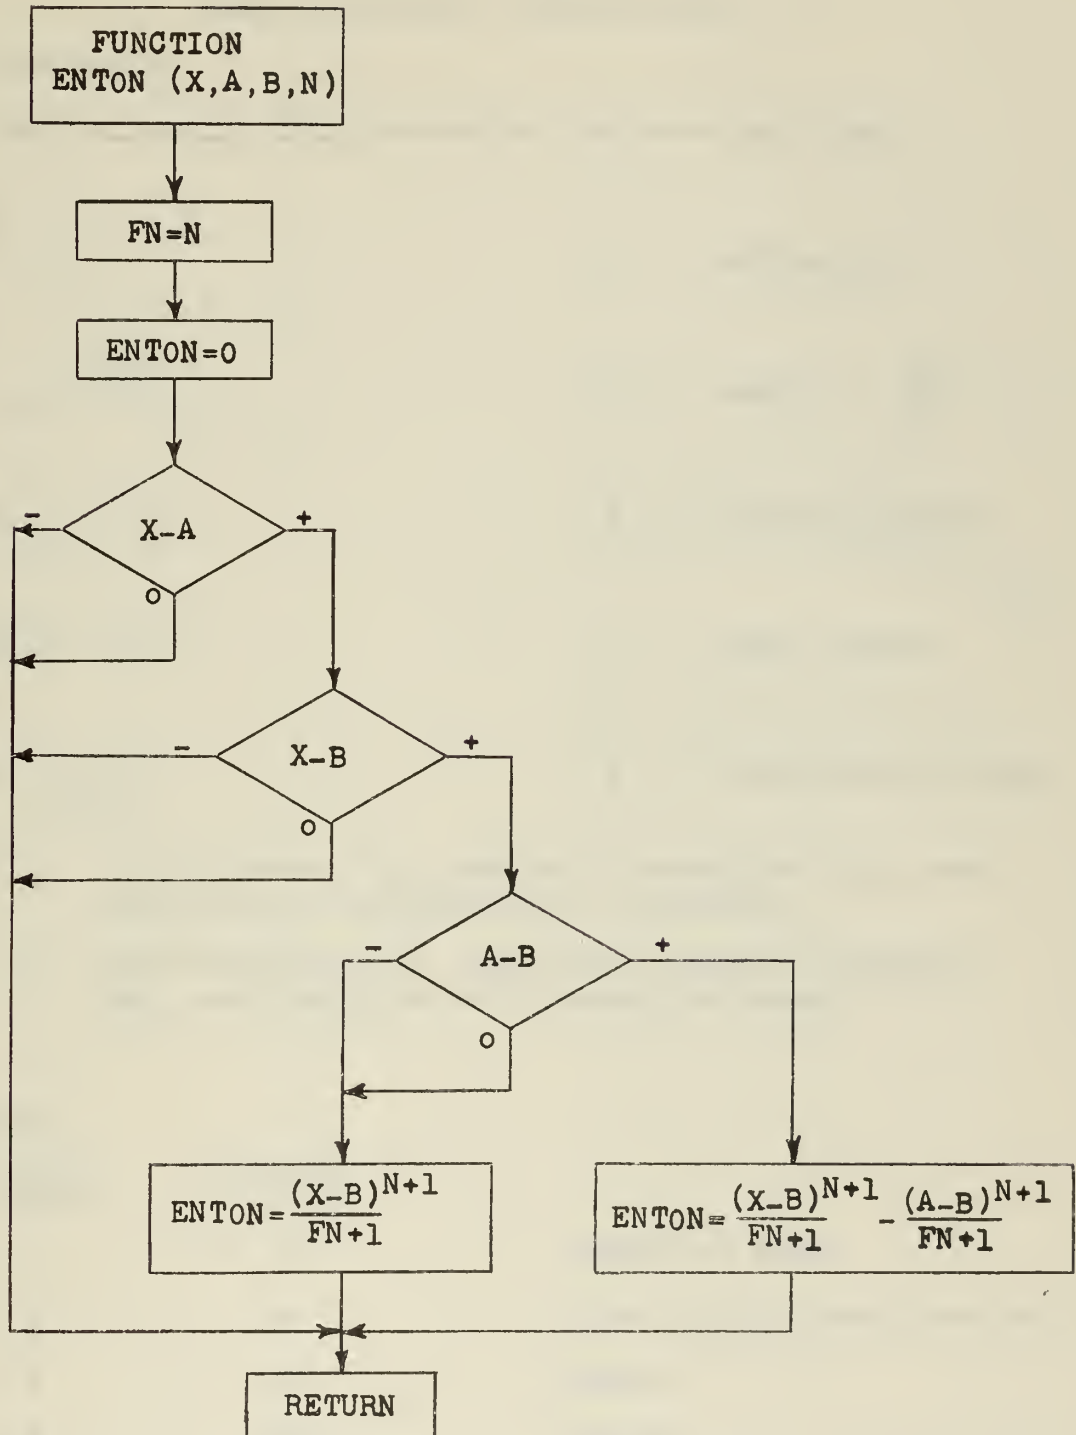 FUNCTION
ENTON (X,A,B,N)
FN=N
ENTON=0
-
X-A
+
0
-
X-B
+
0
-
A-B
+
0
ENTON=(X-B)^N+1/FN+1
ENTON=(X-B)^N+1/FN+1 - (A-B)^N+1/FN+1
RETURN